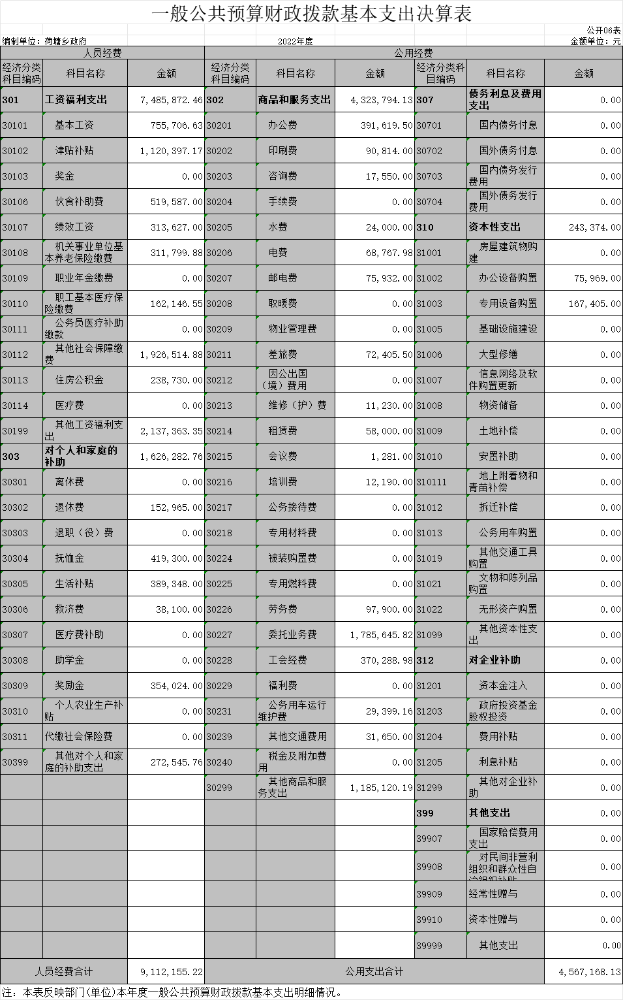 一般公共预算财政拨款基本支出决算表
公开06表
编制单位：荷塘乡政府 2022年度 金额单位：元
人员经费 公用经费
经济分类科目编码 科目名称 金额 经济分类科目编码 科目名称 金额 经济分类科目编码 科目名称 金额
301 工资福利支出 7,485,872.46 302 商品和服务支出 4,323,794.13 307 债务利息及费用支出 0.00
30101 基本工资 755,706.63 30201 办公费 391,619.50 30701 国内债务付息 0.00
30102 津贴补贴 1,120,397.17 30202 印刷费 90,814.00 30702 国外债务付息 0.00
30103 奖金 0.00 30203 咨询费 17,550.00 30703 国内债务发行费用 0.00
30106 伙食补助费 519,587.00 30204 手续费 0.00 30704 国外债务发行费用 0.00
30107 绩效工资 313,627.00 30205 水费 24,000.00 310 资本性支出 243,374.00
30108 机关事业单位基本养老保险缴费 311,799.88 30206 电费 68,767.98 31001 房屋建筑物购建 0.00
30109 职业年金缴费 0.00 30207 邮电费 75,932.00 31002 办公设备购置 75,969.00
30110 职工基本医疗保险缴费 162,146.55 30208 取暖费 0.00 31003 专用设备购置 167,405.00
30111 公务员医疗补助缴款 0.00 30209 物业管理费 0.00 31005 基础设施建设 0.00
30112 其他社会保障缴费 1,926,514.88 30211 差旅费 72,405.50 31006 大型修缮 0.00
30113 住房公积金 238,730.00 30212 因公出国（境）费用 0.00 31007 信息网络及软件购置更新 0.00
30114 医疗费 0.00 30213 维修（护）费 11,230.00 31008 物资储备 0.00
30199 其他工资福利支出 2,137,363.35 30214 租赁费 58,000.00 31009 土地补偿 0.00
303 对个人和家庭的补助 1,626,282.76 30215 会议费 1,281.00 31010 安置补助 0.00
30301 离休费 0.00 30216 培训费 12,190.00 310111 地上附着物和青苗补偿 0.00
30302 退休费 152,965.00 30217 公务接待费 0.00 31012 拆迁补偿 0.00
30303 退职（役）费 0.00 30218 专用材料费 0.00 31013 公务用车购置 0.00
30304 抚恤金 419,300.00 30224 被装购置费 0.00 31019 其他交通工具购置 0.00
30305 生活补贴 389,348.00 30225 专用燃料费 0.00 31021 文物和陈列品购置 0.00
30306 救济费 38,100.00 30226 劳务费 97,900.00 31022 无形资产购置 0.00
30307 医疗费补助 0.00 30227 委托业务费 1,785,645.82 31099 其他资本性支出 0.00
30308 助学金 0.00 30228 工会经费 370,288.98 312 对企业补助 0.00
30309 奖励金 354,024.00 30229 福利费 0.00 31201 资本金注入 0.00
30310 个人农业生产补贴 0.00 30231 公务用车运行维护费 29,399.16 31203 政府投资基金股权投资 0.00
30311 代缴社会保险费 0.00 30239 其他交通费用 31,650.00 31204 费用补贴 0.00
30399 其他对个人和家庭的补助支出 272,545.76 30240 税金及附加费用 0.00 31205 利息补贴 0.00
30299 其他商品和服务支出 1,185,120.19 31299 其他对企业补助 0.00
399 其他支出 0.00
39907 国家赔偿费用支出 0.00
39908 对民间非营利组织和群众性自治组织补贴 0.00
39909 经常性赠与 0.00
39910 资本性赠与 0.00
39999 其他支出 0.00
人员经费合计 9,112,155.22 公用支出合计 4,567,168.13
注：本表反映部门(单位)本年度一般公共预算财政拨款基本支出明细情况。